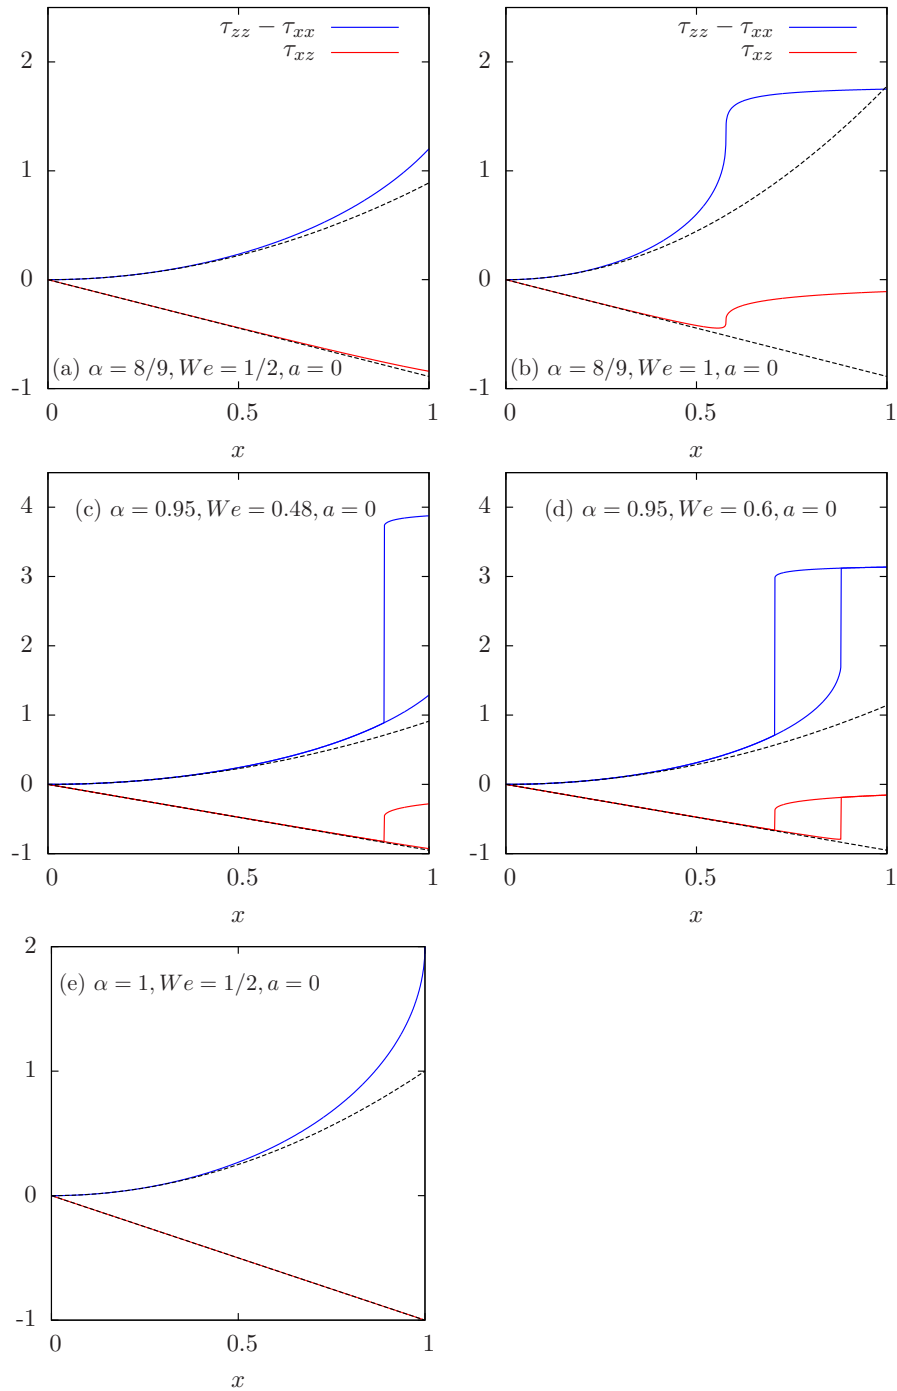 τzz − τxx
τxz
2
1
0
-1
(a) α = 8/9, We = 1/2, a = 0
0 0.5 1
x
τzz − τxx
τxz
2
1
0
-1
(b) α = 8/9, We = 1, a = 0
0 0.5 1
x
(c) α = 0.95, We = 0.48, a = 0
4
3
2
1
0
-1
0 0.5 1
x
(d) α = 0.95, We = 0.6, a = 0
4
3
2
1
0
-1
0 0.5 1
x
(e) α = 1, We = 1/2, a = 0
2
1
0
-1
0 0.5 1
x